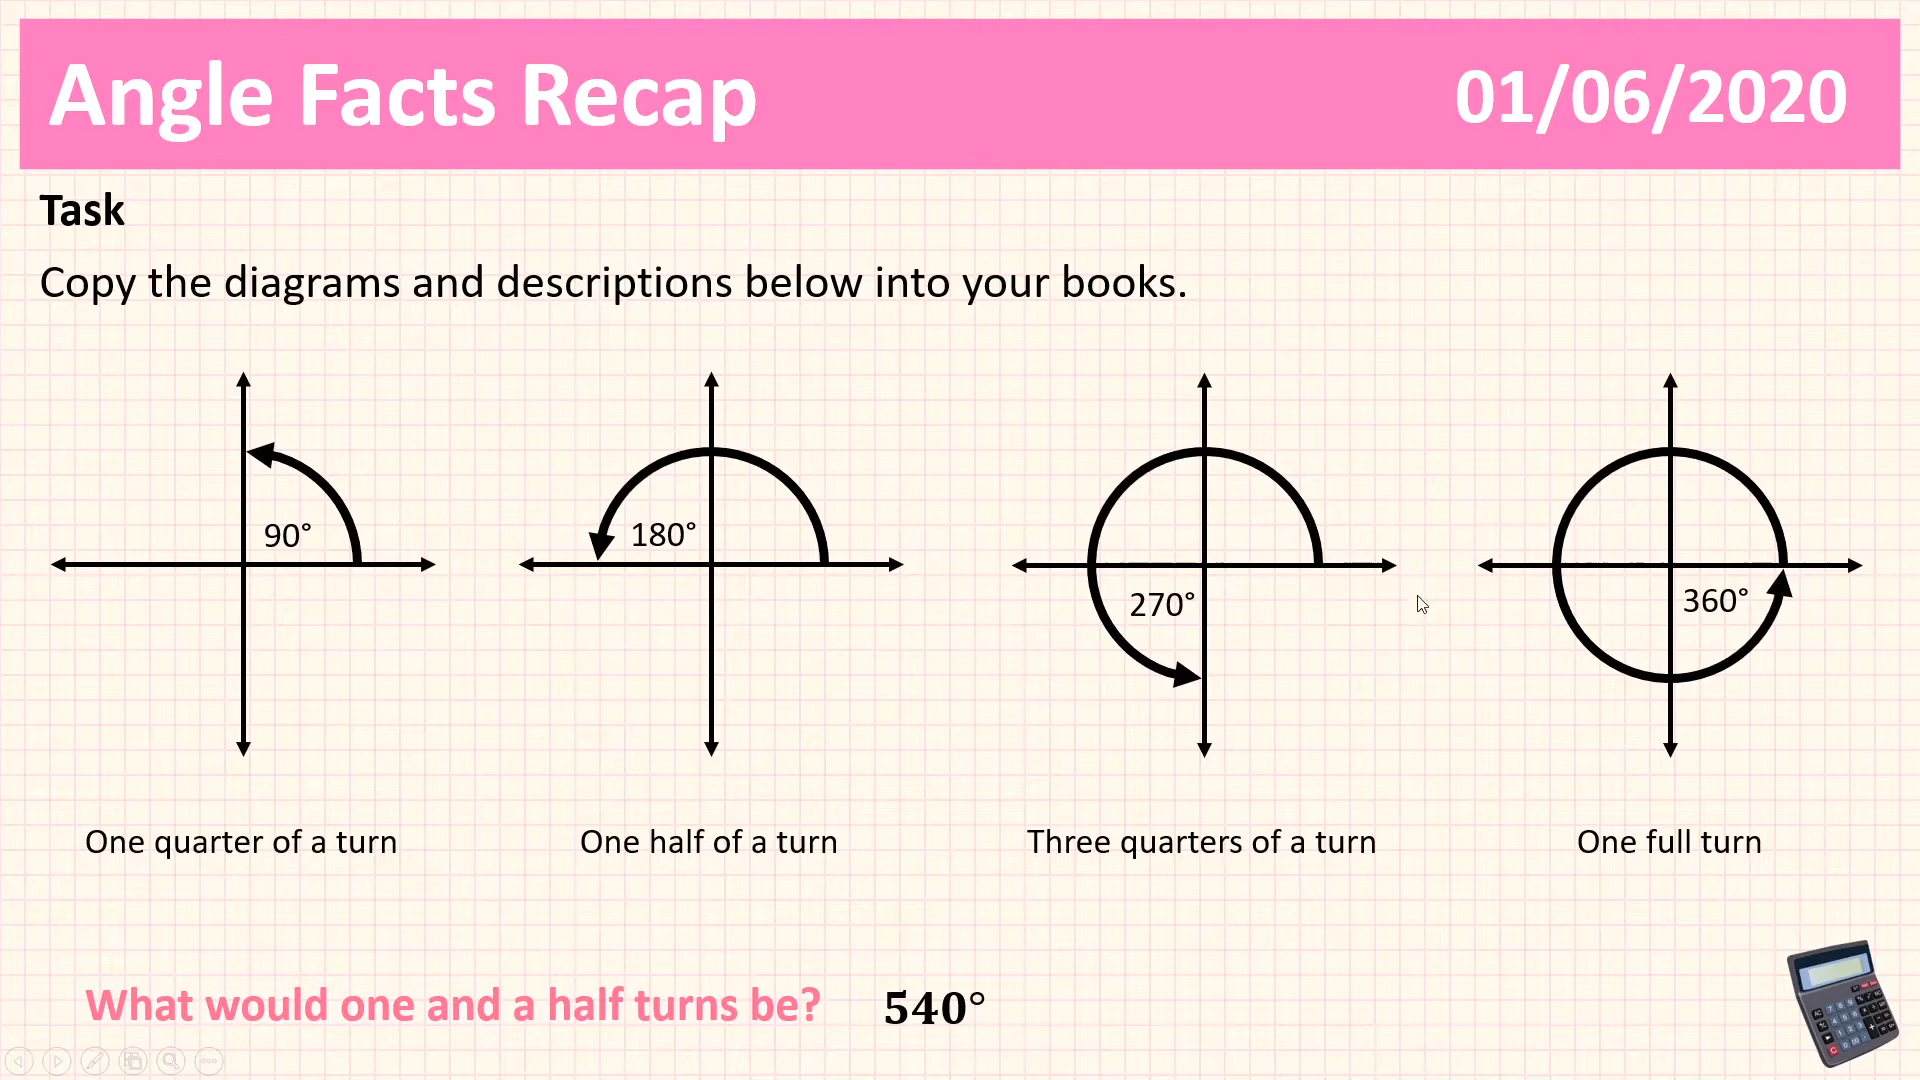 Angle Facts Recap
01/06/2020
Task
Copy the diagrams and descriptions below into your books.
90°
180°
270°
360°
One quarter of a turn
One half of a turn
Three quarters of a turn
One full turn
What would one and a half turns be?
540°